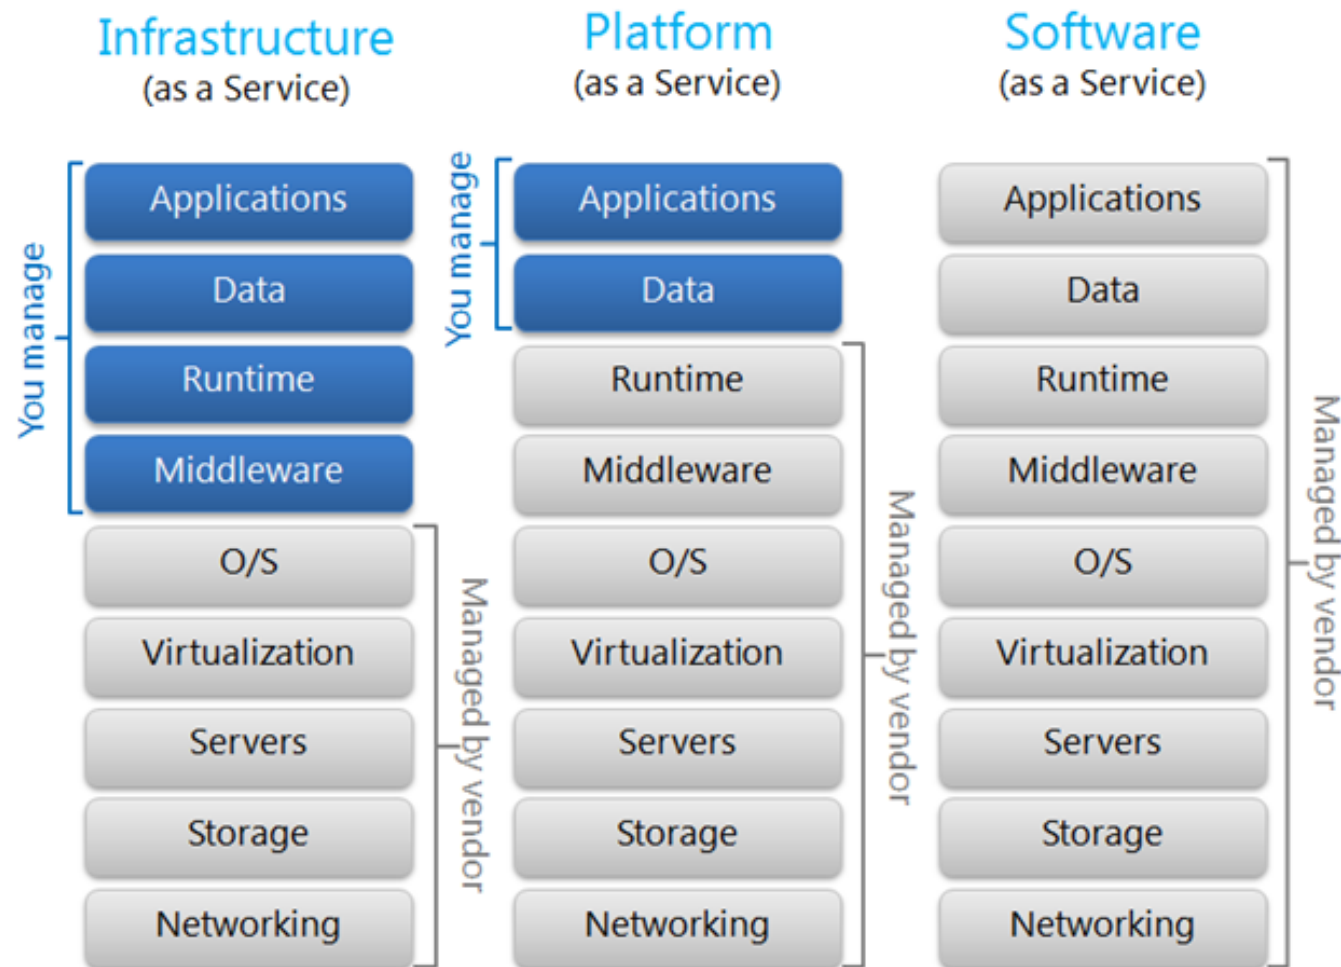 Infrastructure
(as a Service)
You manage
Applications
Data
Runtime
Middleware
O/S
Virtualization
Servers
Storage
Networking
Managed by vendor
Platform
(as a Service)
You manage
Applications
Data
Runtime
Middleware
O/S
Virtualization
Servers
Storage
Networking
Managed by vendor
Software
(as a Service)
Applications
Data
Runtime
Middleware
O/S
Virtualization
Servers
Storage
Networking
Managed by vendor